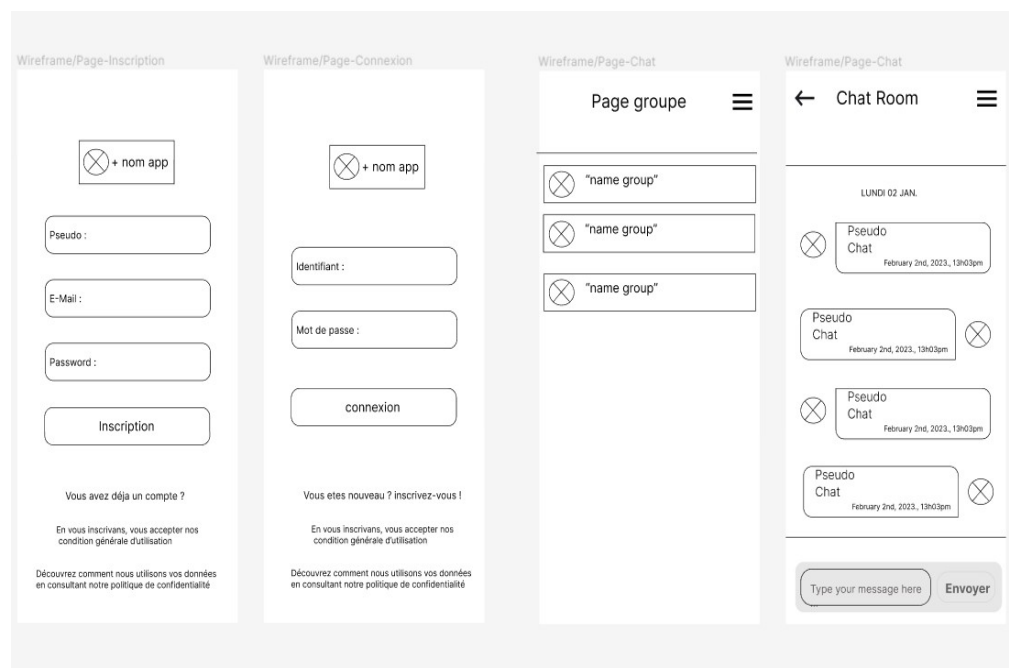 Wireframe/Page-Inscription
+ nom app
Pseudo :
E-Mail :
Password :
Inscription
Vous avez déja un compte ?
En vous inscrivans, vous accepter nos
condition générale d'utilisation
Découvrez comment nous utilisons vos données
en consultant notre politique de confidentialité
Wireframe/Page-Connexion
+ nom app
Identifiant :
Mot de passe :
connexion
Vous etes nouveau ? inscrivez-vous !
En vous inscrivans, vous accepter nos
condition générale d'utilisation
Découvrez comment nous utilisons vos données
en consultant notre politique de confidentialité
Wireframe/Page-Chat
Page groupe
"name group"
"name group"
"name group"
Wireframe/Page-Chat
Chat Room
LUNDI 02 JAN.
Pseudo
Chat
February 2nd, 2023., 13h03pm
Pseudo
Chat
February 2nd, 2023., 13h03pm
Pseudo
Chat
February 2nd, 2023., 13h03pm
Pseudo
Chat
February 2nd, 2023., 13h03pm
Type your message here
...
Envoyer